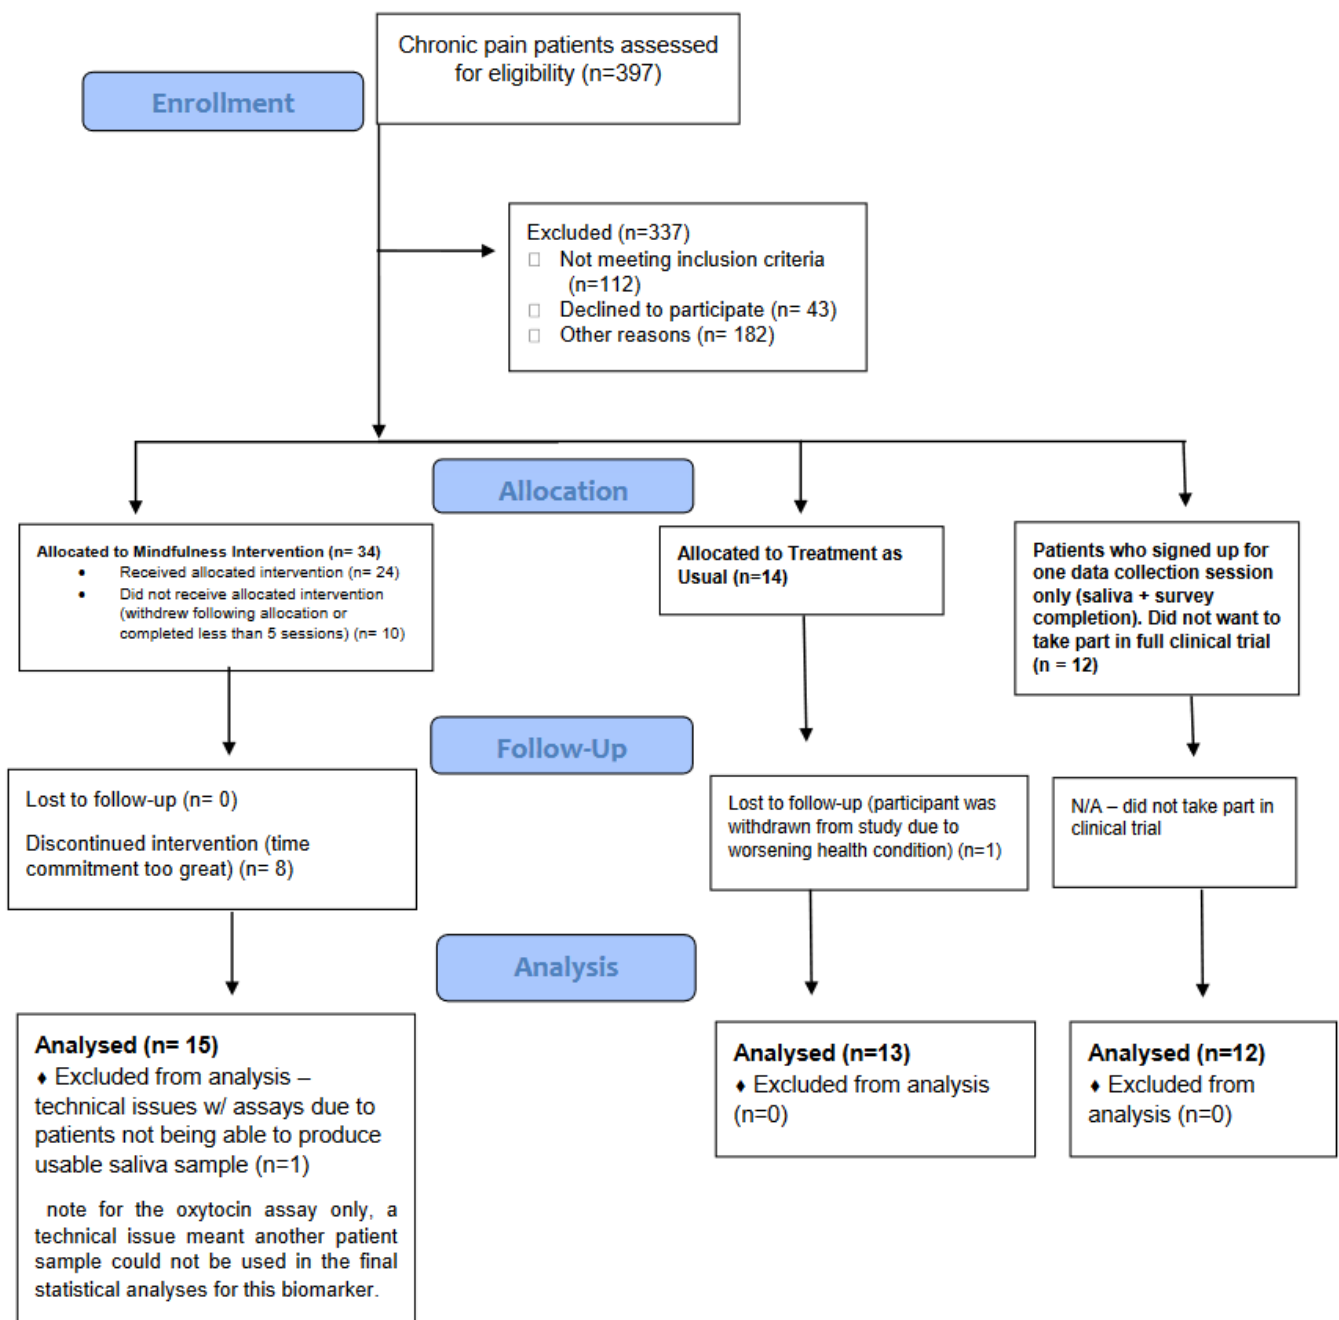 Chronic pain patients assessed
for eligibility (n=397)
Enrollment
Excluded (n=337)
□ Not meeting inclusion criteria
(n=112)
□ Declined to participate (n= 43)
□ Other reasons (n= 182)
Allocation
Allocated to Mindfulness Intervention (n= 34)
• Received allocated intervention (n= 24)
• Did not receive allocated intervention
(withdrew following allocation or
completed less than 5 sessions) (n= 10)
Allocated to Treatment as
Usual (n=14)
Patients who signed up for
one data collection session
only (saliva + survey
completion). Did not want to
take part in full clinical trial
(n = 12)
Follow-Up
Lost to follow-up (n= 0)
Discontinued intervention (time
commitment too great) (n= 8)
Lost to follow-up (participant was
withdrawn from study due to
worsening health condition) (n=1)
N/A – did not take part in
clinical trial
Analysis
Analysed (n= 15)
♦ Excluded from analysis –
technical issues w/ assays due to
patients not being able to produce
usable saliva sample (n=1)
note for the oxytocin assay only, a
technical issue meant another patient
sample could not be used in the final
statistical analyses for this biomarker.
Analysed (n=13)
♦ Excluded from analysis
(n=0)
Analysed (n=12)
♦ Excluded from
analysis (n=0)